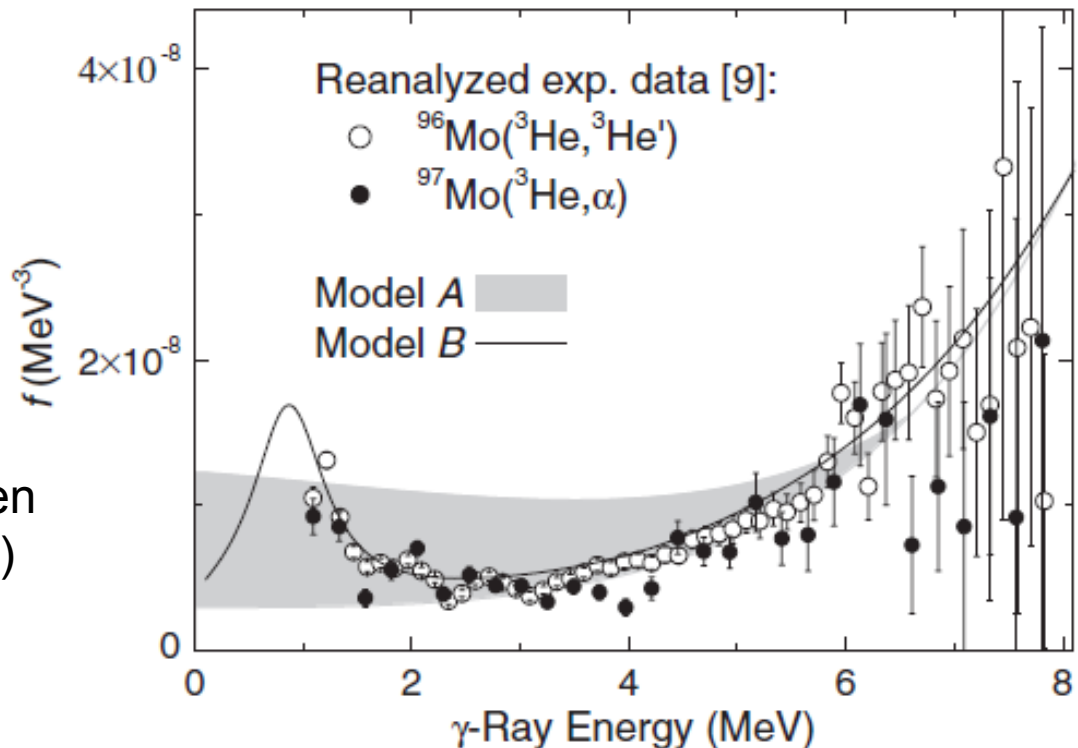 4×10⁻⁸
Reanalyzed exp. data [9]:
⁹⁶Mo(³He,³He')
⁹⁷Mo(³He,α)
f (MeV⁻³)
Model A
Model B
2×10⁻⁸
en
)
0
0 2 4 6 8
γ-Ray Energy (MeV)